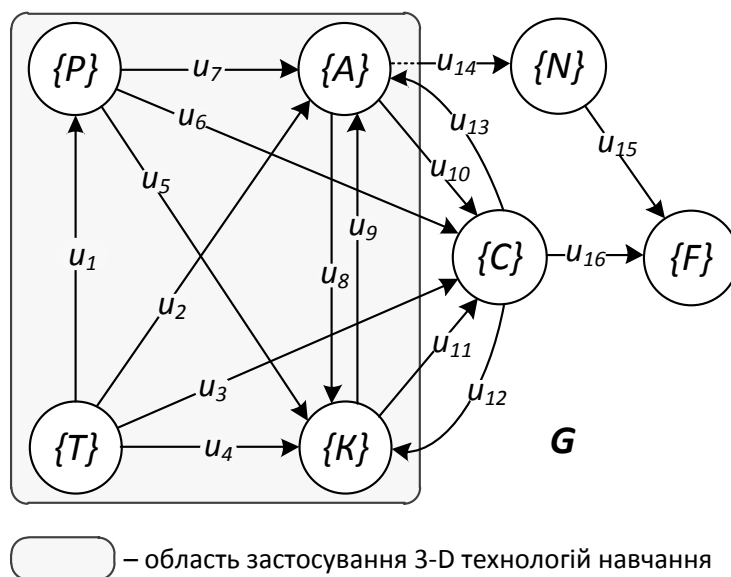 {P} u7 {A} u14 {N}
u6 u13
u15
u5 u10
u9
u1 u8 {C} u16 {F}
u2
u11
u3 u12
{T} u4 {К} G
– область застосування 3-D технологій навчання